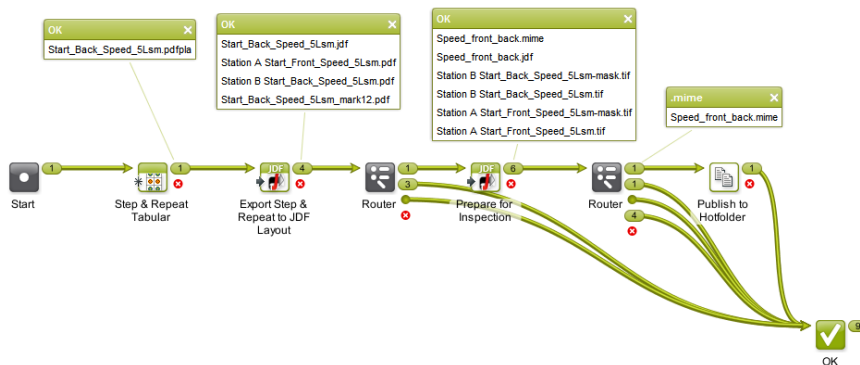 OK
Start_Back_Speed_5Lsm.pdfpla
OK
Start_Back_Speed_5Lsm.jdf
Station A Start_Front_Speed_5Lsm.pdf
Station B Start_Back_Speed_5Lsm.pdf
Start_Back_Speed_5Lsm_mark12.pdf
OK
Speed_front_back.mime
Speed_front_back.jdf
Station B Start_Back_Speed_5Lsm-mask.tif
Station B Start_Back_Speed_5Lsm.tif
Station A Start_Front_Speed_5Lsm-mask.tif
Station A Start_Front_Speed_5Lsm.tif
.mime
Speed_front_back.mime
1
Start
1
Step & Repeat
Tabular
JDF
4
Export Step &
Repeat to JDF
Layout
1
3
Router
JDF
6
Prepare for
Inspection
1
1
4
Router
1
Publish to
Hotfolder
9
OK